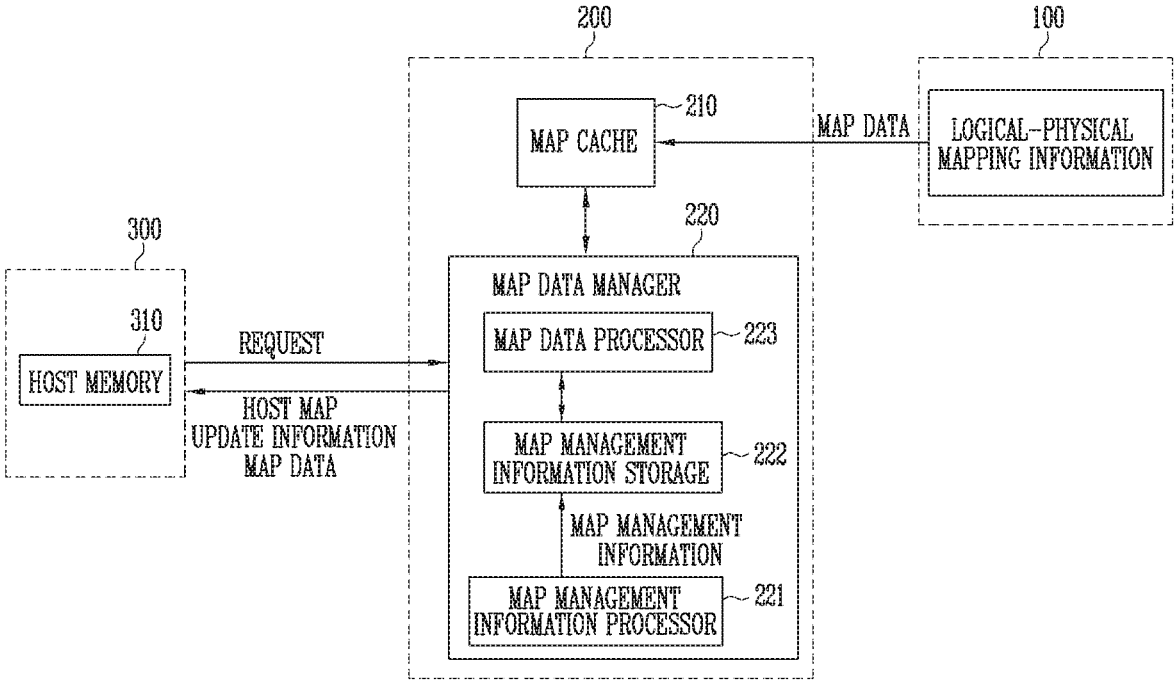 200
100
210
MAP CACHE
MAP DATA
LOGICAL-PHYSICAL
MAPPING INFORMATION
220
300
MAP DATA MANAGER
310
REQUEST
MAP DATA PROCESSOR
223
HOST MEMORY
HOST MAP
UPDATE INFORMATION
MAP DATA
MAP MANAGEMENT
INFORMATION STORAGE
222
MAP MANAGEMENT
INFORMATION
MAP MANAGEMENT
INFORMATION PROCESSOR
221